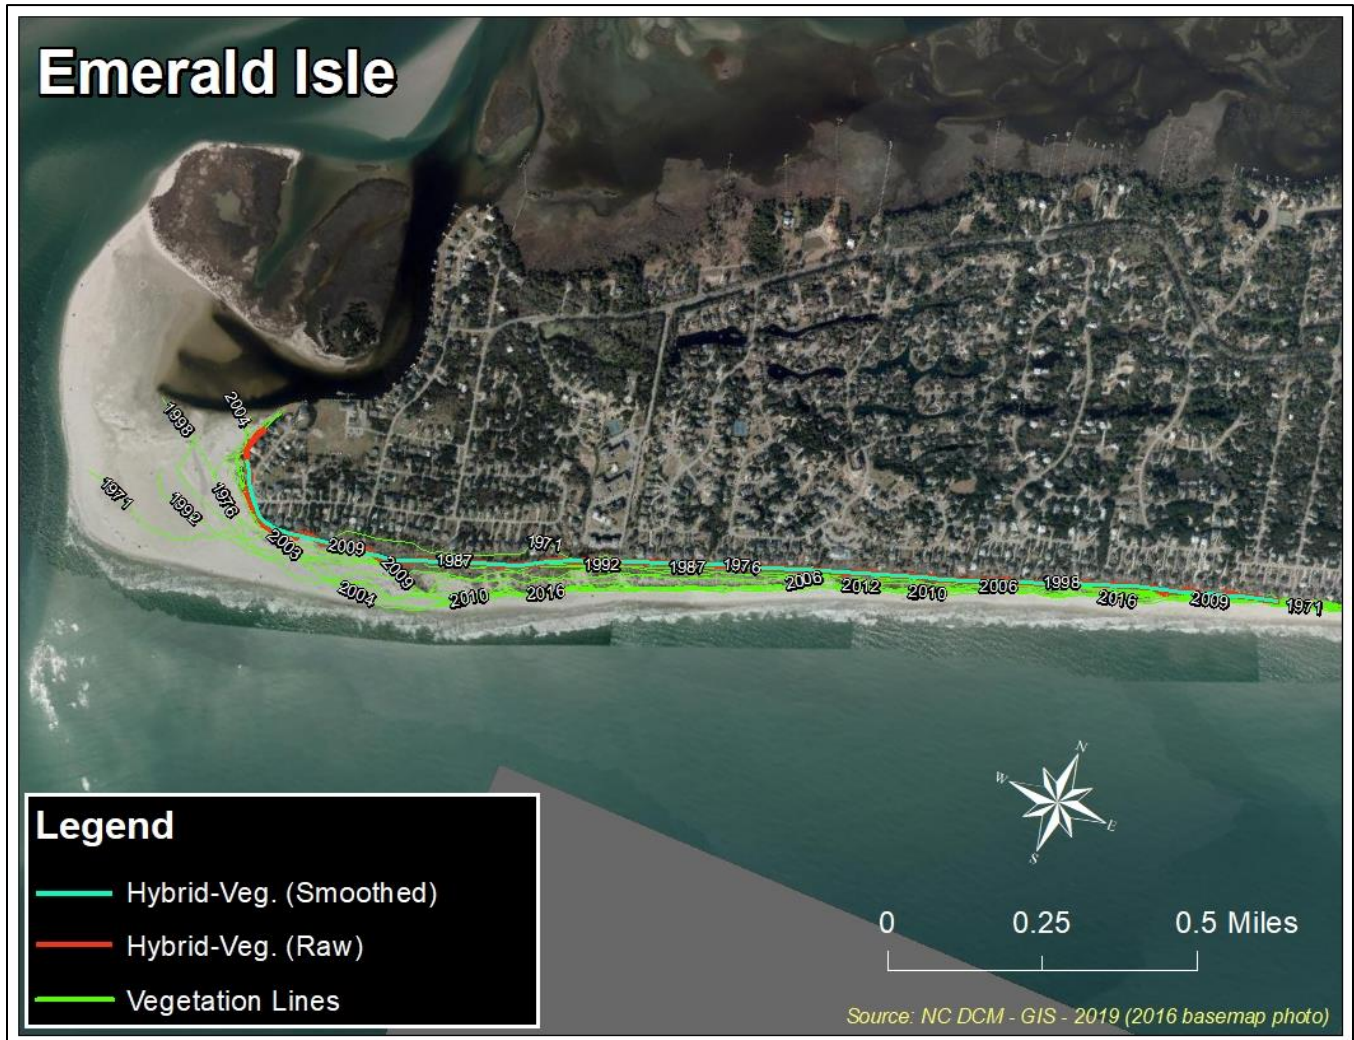 Emerald Isle
2004
1998
1971
1992
1976
2003
2009
2009
1987
1971
1992
1987
1976
2004
2010
2016
2006
2012
2010
2006
1998
2016
2009
1971
N
W
E
S
Legend
Hybrid-Veg. (Smoothed)
Hybrid-Veg. (Raw)
Vegetation Lines
0 0.25 0.5 Miles
Source: NC DCM - GIS - 2019 (2016 basemap photo)